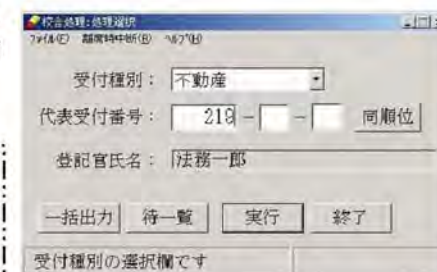 校合処理:処理選択
ファイル(F) 離席時中断(B) ヘルプ(H)
受付種別: 不動産
代表受付番号: 219 - - 同順位
登記官氏名: 法務一郎
一括出力 待一覧 実行 終了
受付種別の選択欄です